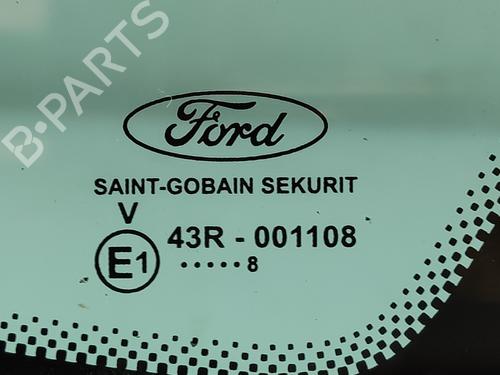 B-PARTS
Ford
SAINT-GOBAIN SEKURIT
V
E1 43R - 001108
.....8